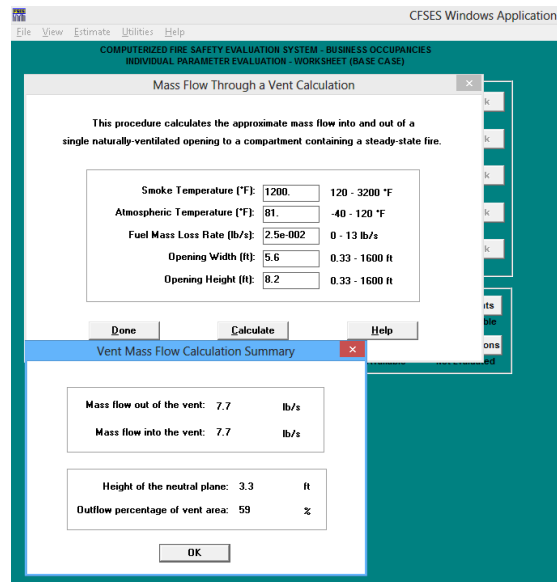 CFSES Windows Application
File View Estimate Utilities Help
COMPUTERIZED FIRE SAFETY EVALUATION SYSTEM - BUSINESS OCCUPANCIES
INDIVIDUAL PARAMETER EVALUATION - WORKSHEET (BASE CASE)
Mass Flow Through a Vent Calculation
This procedure calculates the approximate mass flow into and out of a
single naturally-ventilated opening to a compartment containing a steady-state fire.
Smoke Temperature (°F): 1200. 120 - 3200 °F
Atmospheric Temperature (°F): 81. -40 - 120 °F
Fuel Mass Loss Rate (lb/s): 2.5e-002 0 - 13 lb/s
Opening Width (ft): 5.6 0.33 - 1600 ft
Opening Height (ft): 8.2 0.33 - 1600 ft
Done Calculate Help
Vent Mass Flow Calculation Summary
Mass flow out of the vent: 7.7 lb/s
Mass flow into the vent: 7.7 lb/s
Height of the neutral plane: 3.3 ft
Outflow percentage of vent area: 59 %
OK